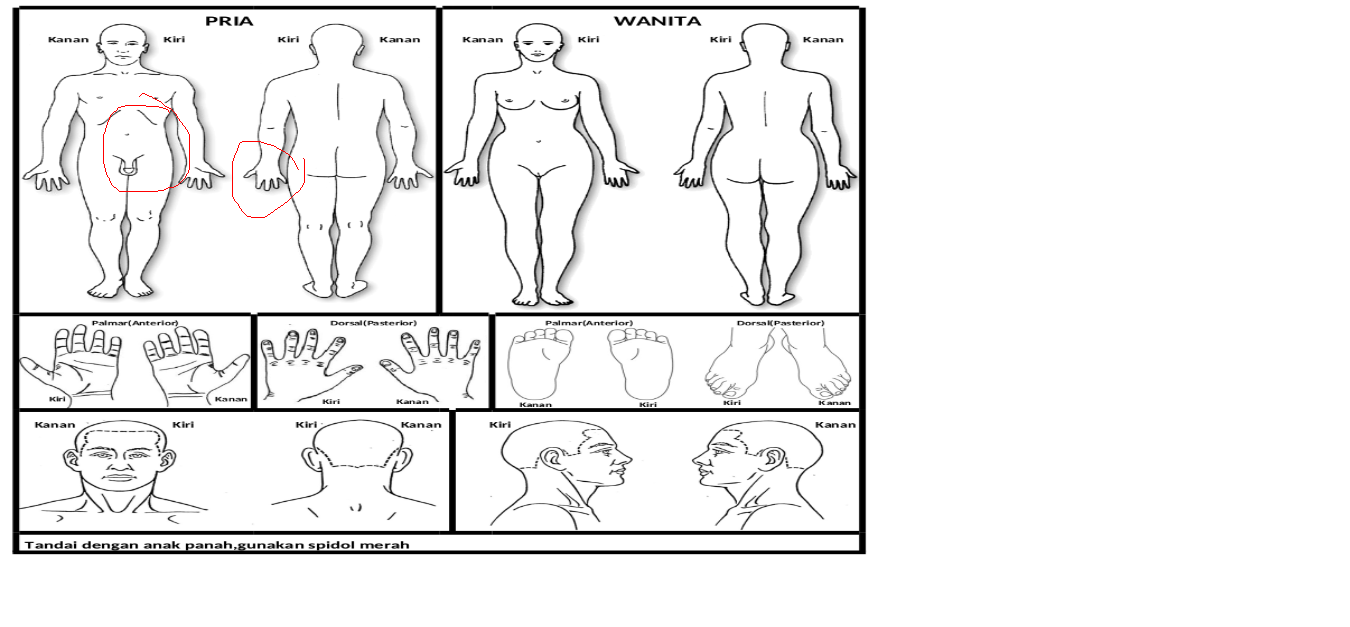 PRIA
Kanan Kiri Kiri Kanan
WANITA
Kanan Kiri Kiri Kanan
Palmar(Anterior)
Kiri Kanan
Dorsal(Pasterior)
Kiri Kanan
Palmar(Anterior)
Kanan Kiri
Dorsal(Pasterior)
Kiri Kanan
Kanan Kiri Kiri Kanan
Kiri Kanan
Tandai dengan anak panah,gunakan spidol merah